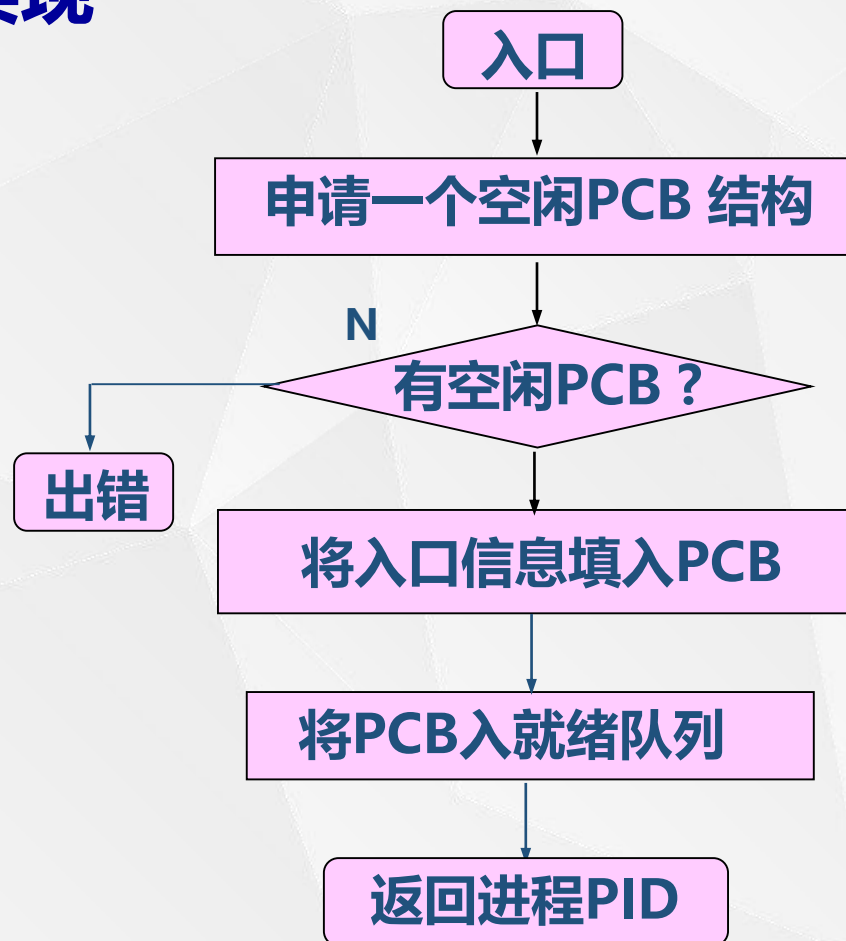 实现
入口
申请一个空闲PCB 结构
N
有空闲PCB？
出错
将入口信息填入PCB
将PCB入就绪队列
返回进程PID